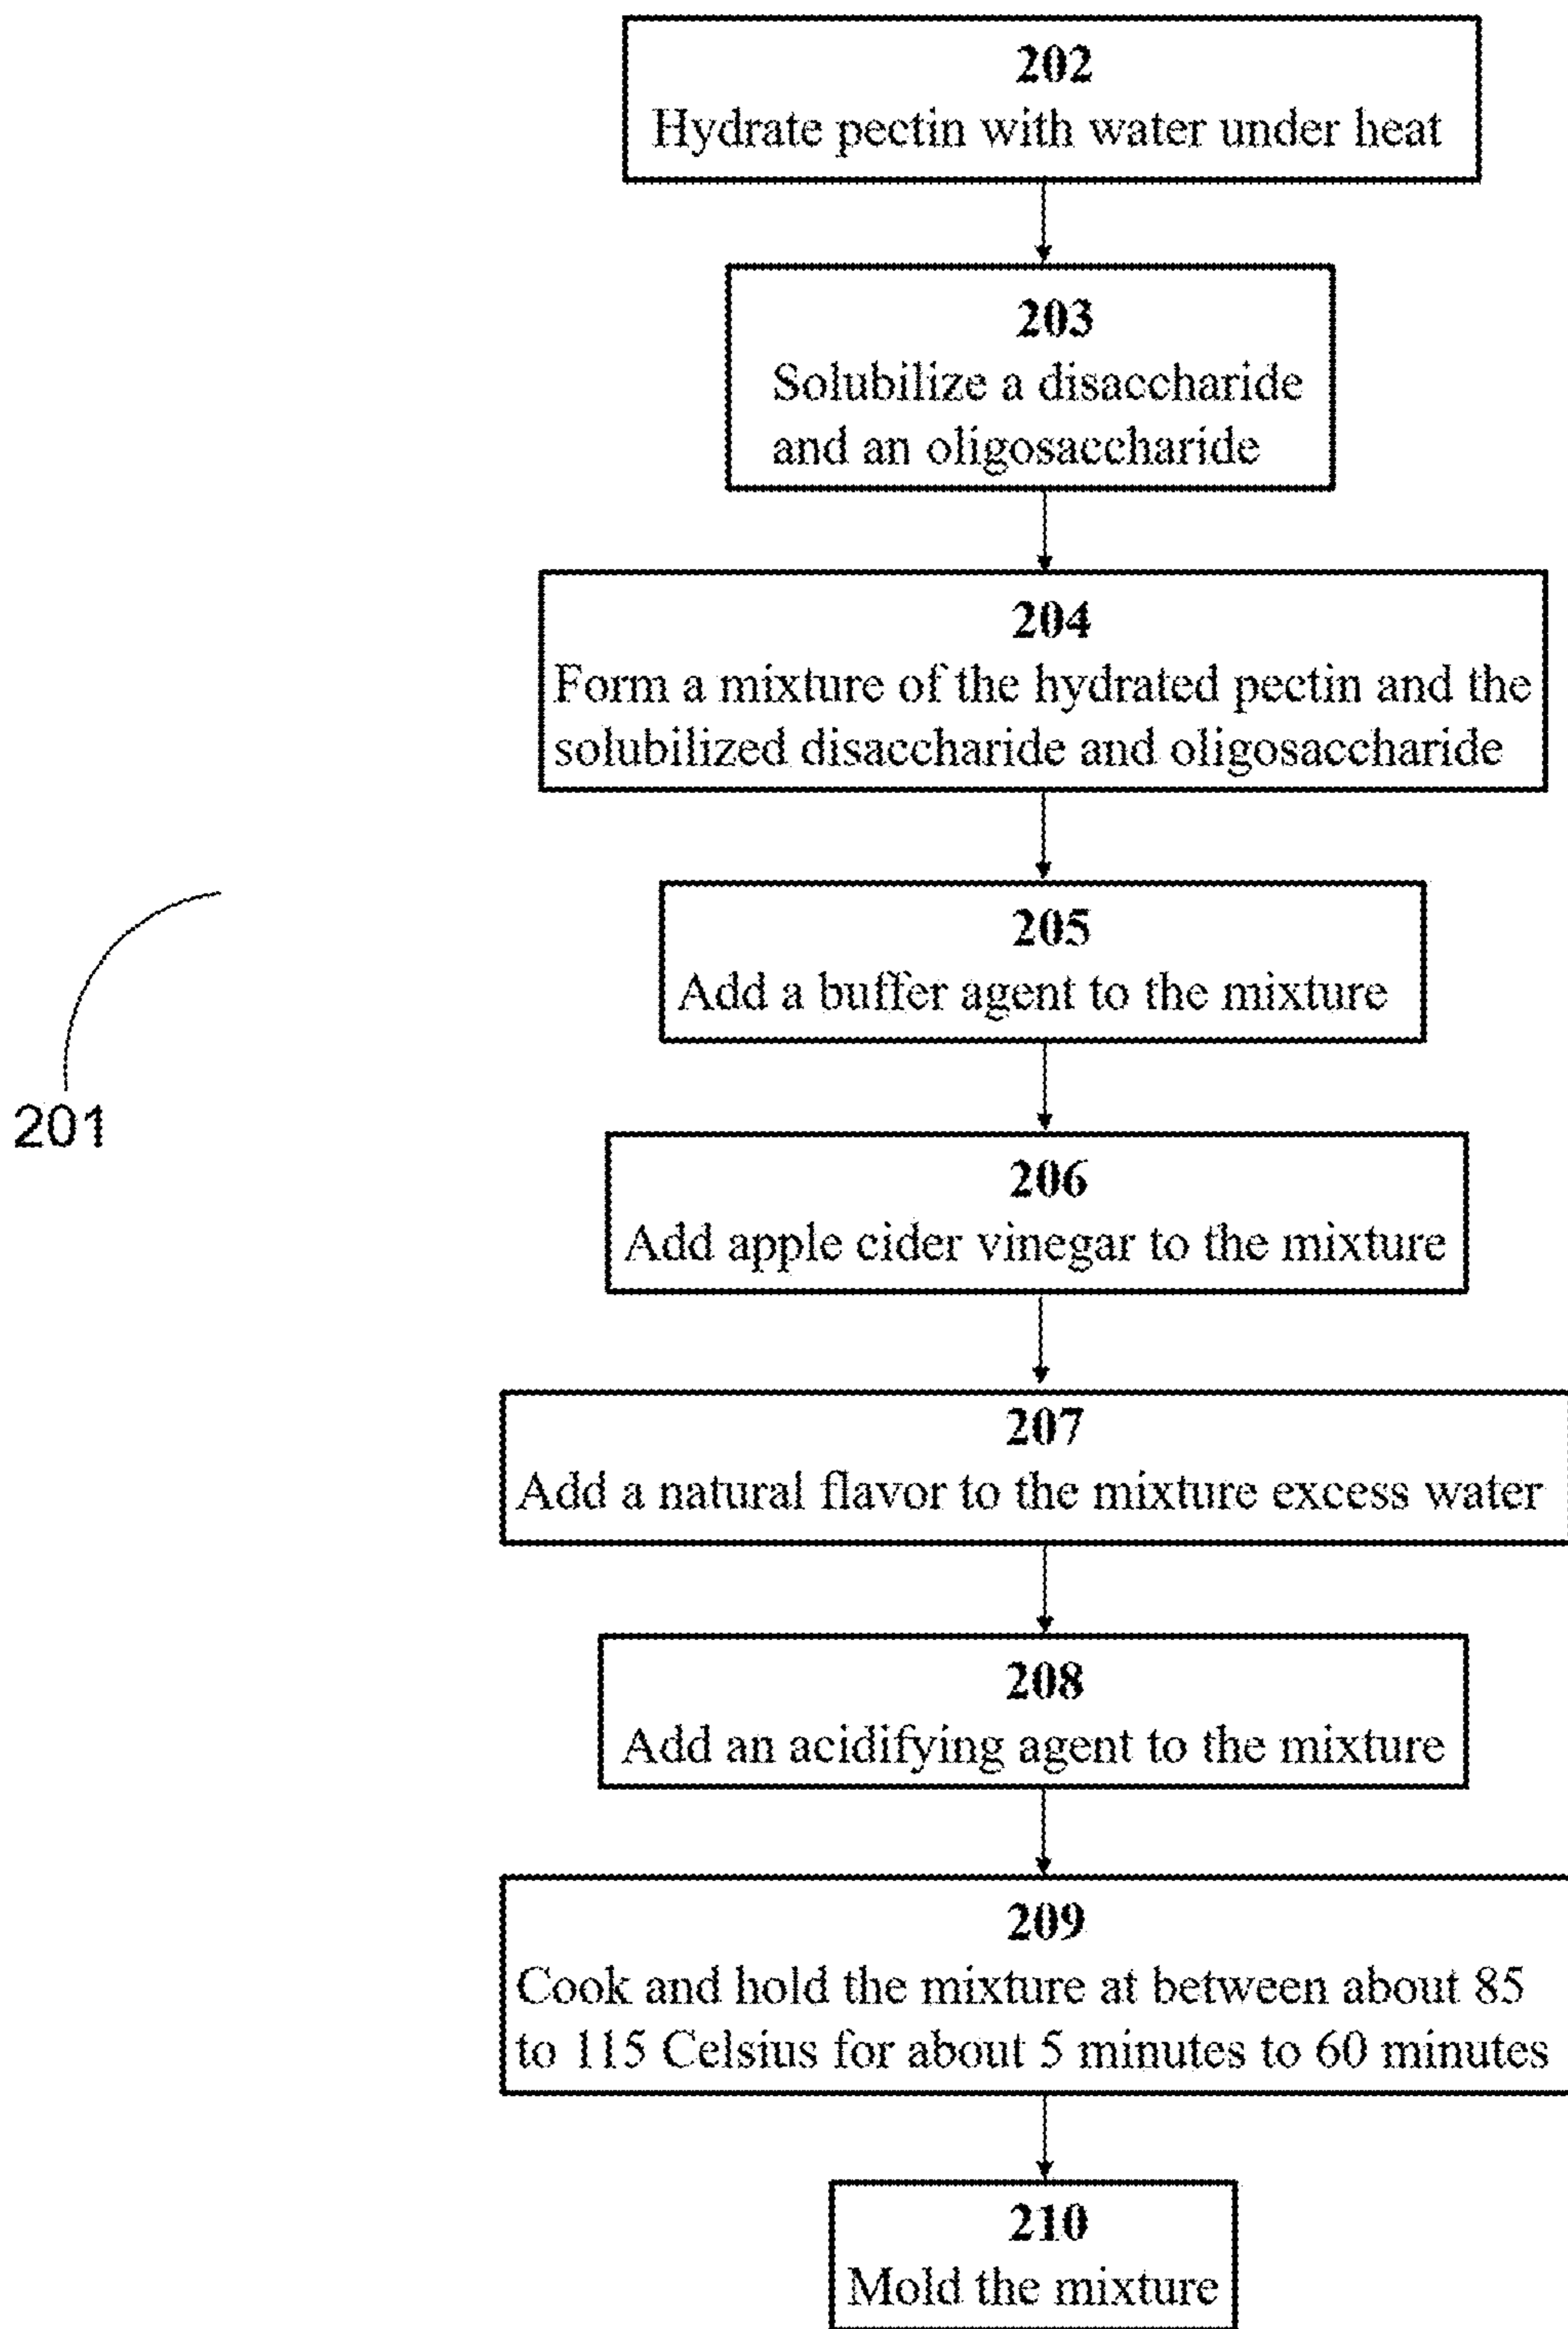 202
Hydrate pectin with water under heat
203
Solubilize a disaccharide
and an oligosaccharide
204
Form a mixture of the hydrated pectin and the
solubilized disaccharide and oligosaccharide
205
Add a buffer agent to the mixture
201
206
Add apple cider vinegar to the mixture
207
Add a natural flavor to the mixture excess water
208
Add an acidifying agent to the mixture
209
Cook and hold the mixture at between about 85
to 115 Celsius for about 5 minutes to 60 minutes
210
Mold the mixture